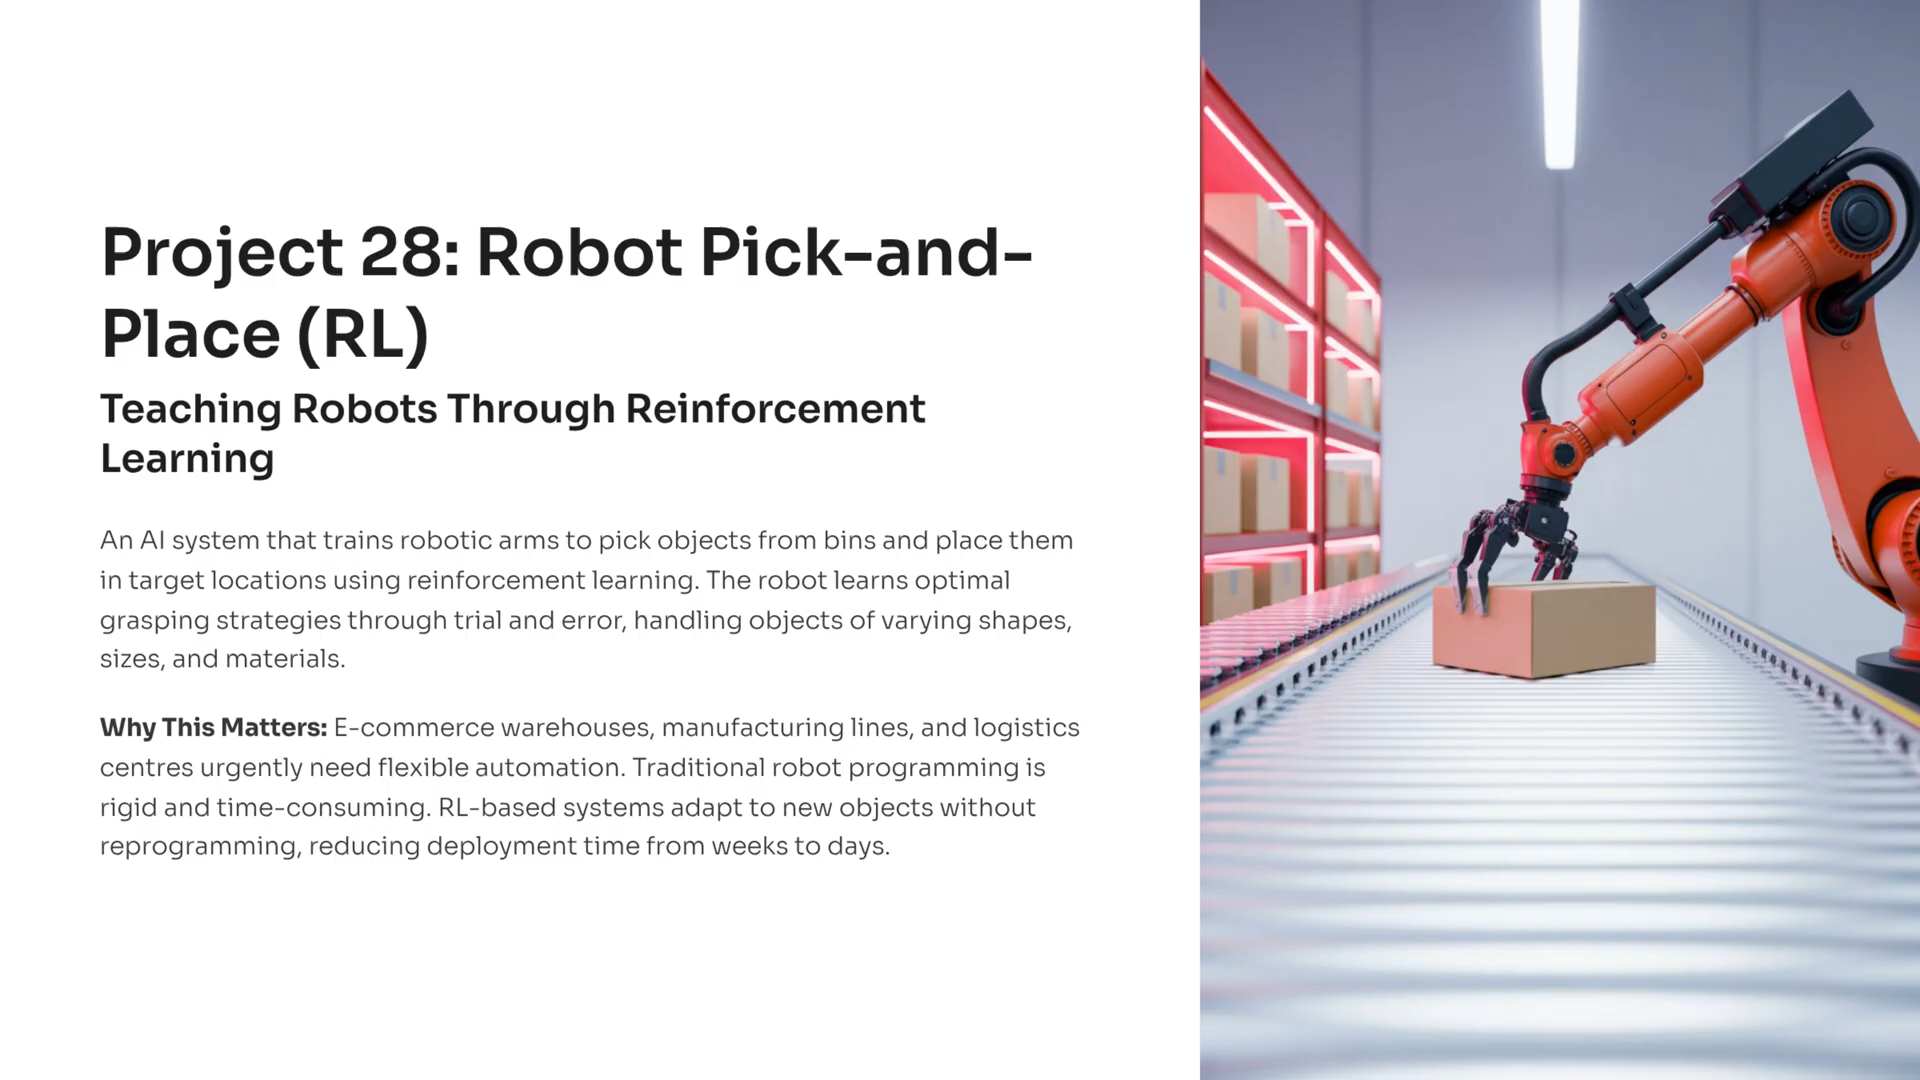 Project 28: Robot Pick-and-
Place (RL)
Teaching Robots Through Reinforcement
Learning
An AI system that trains robotic arms to pick objects from bins and place them
in target locations using reinforcement learning. The robot learns optimal
grasping strategies through trial and error, handling objects of varying shapes,
sizes, and materials.
Why This Matters: E-commerce warehouses, manufacturing lines, and logistics
centres urgently need flexible automation. Traditional robot programming is
rigid and time-consuming. RL-based systems adapt to new objects without
reprogramming, reducing deployment time from weeks to days.